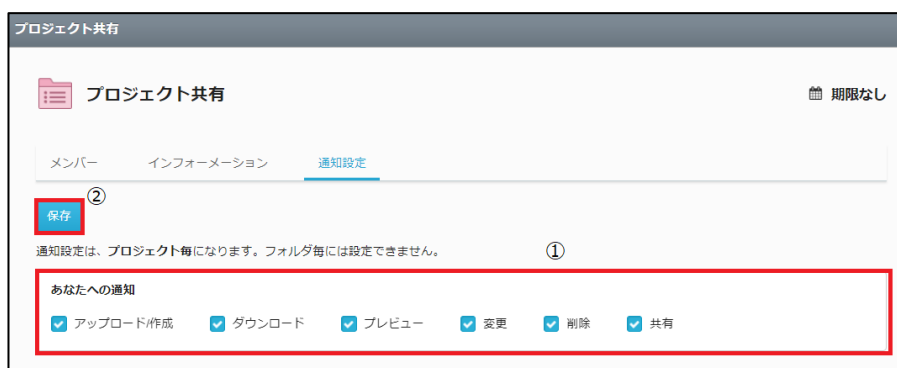 プロジェクト共有
プロジェクト共有
期限なし
メンバー インフォーメーション 通知設定
②
保存
通知設定は、プロジェクト毎になります。フォルダ毎には設定できません。
①
あなたへの通知
アップロード/作成 ダウンロード プレビュー 変更 削除 共有